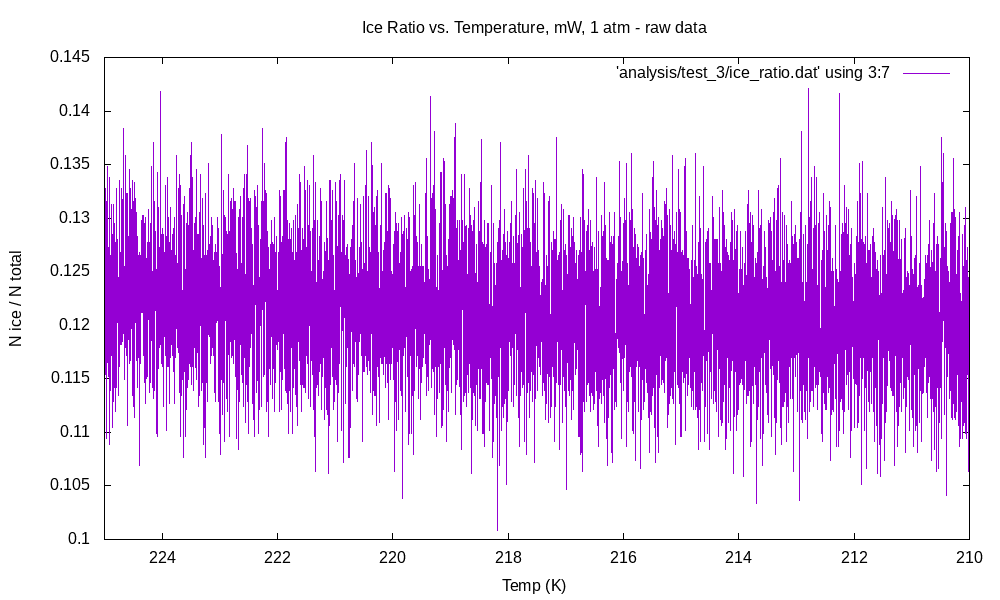 Ice Ratio vs. Temperature, mW, 1 atm - raw data
'analysis/test_3/ice_ratio.dat' using 3:7
N ice / N total
0.145
0.14
0.135
0.13
0.125
0.12
0.115
0.11
0.105
0.1
224 222 220 218 216 214 212 210
Temp (K)